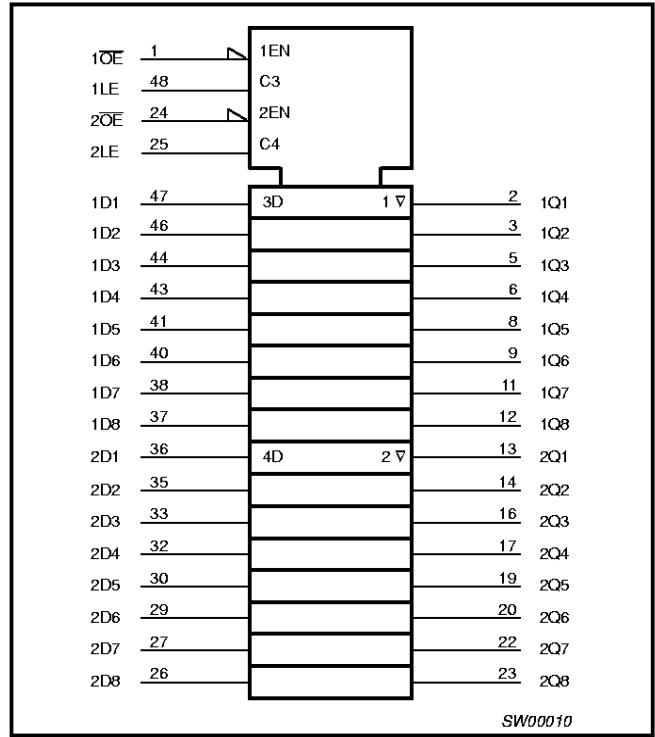 1O̅E̅ 1 1EN
1LE 48 C3
2O̅E̅ 24 2EN
2LE 25 C4
1D1 47 3D 1 ▽ 2 1Q1
1D2 46 3 1Q2
1D3 44 5 1Q3
1D4 43 6 1Q4
1D5 41 8 1Q5
1D6 40 9 1Q6
1D7 38 11 1Q7
1D8 37 12 1Q8
2D1 36 4D 2 ▽ 13 2Q1
2D2 35 14 2Q2
2D3 33 16 2Q3
2D4 32 17 2Q4
2D5 30 19 2Q5
2D6 29 20 2Q6
2D7 27 22 2Q7
2D8 26 23 2Q8
SW00010